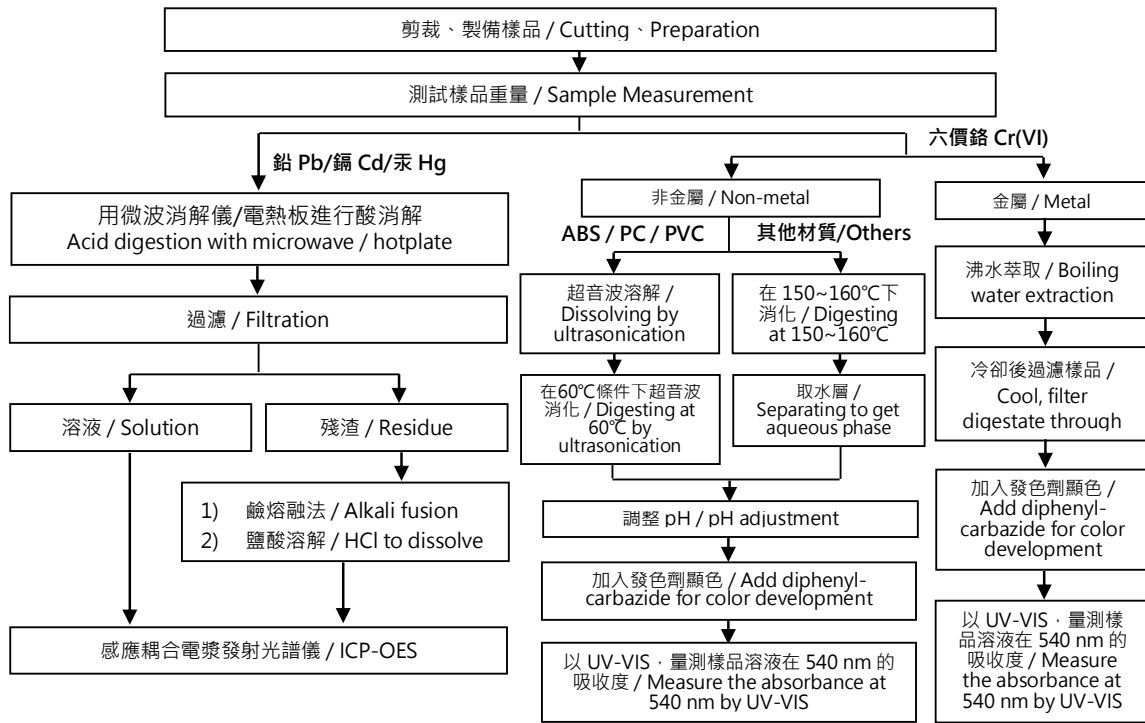 剪裁、製備樣品 / Cutting、Preparation
測試樣品重量 / Sample Measurement
鉛 Pb/鎘 Cd/汞 Hg
六價鉻 Cr(VI)
用微波消解儀/電熱板進行酸消解
Acid digestion with microwave / hotplate
過濾 / Filtration
溶液 / Solution
殘渣 / Residue
1) 鹼熔融法 / Alkali fusion
2) 鹽酸溶解 / HCl to dissolve
感應耦合電漿發射光譜儀 / ICP-OES
非金屬 / Non-metal
ABS / PC / PVC
其他材質/Others
超音波溶解 /
Dissolving by
ultrasonication
在60℃條件下超音波
消化 / Digesting at
60℃ by
ultrasonication
在 150~160℃下
消化 / Digesting
at 150~160℃
取水層 /
Separating to get
aqueous phase
調整 pH / pH adjustment
加入發色劑顯色 / Add diphenyl-
carbazide for color development
以 UV-VIS，量測樣品溶液在 540 nm 的
吸收度 / Measure the absorbance at
540 nm by UV-VIS
金屬 / Metal
沸水萃取 / Boiling
water extraction
冷卻後過濾樣品 /
Cool, filter
digestate through
加入發色劑顯色 /
Add diphenyl-
carbazide for color
development
以 UV-VIS，量測樣
品溶液在 540 nm 的
吸收度 / Measure
the absorbance at
540 nm by UV-VIS